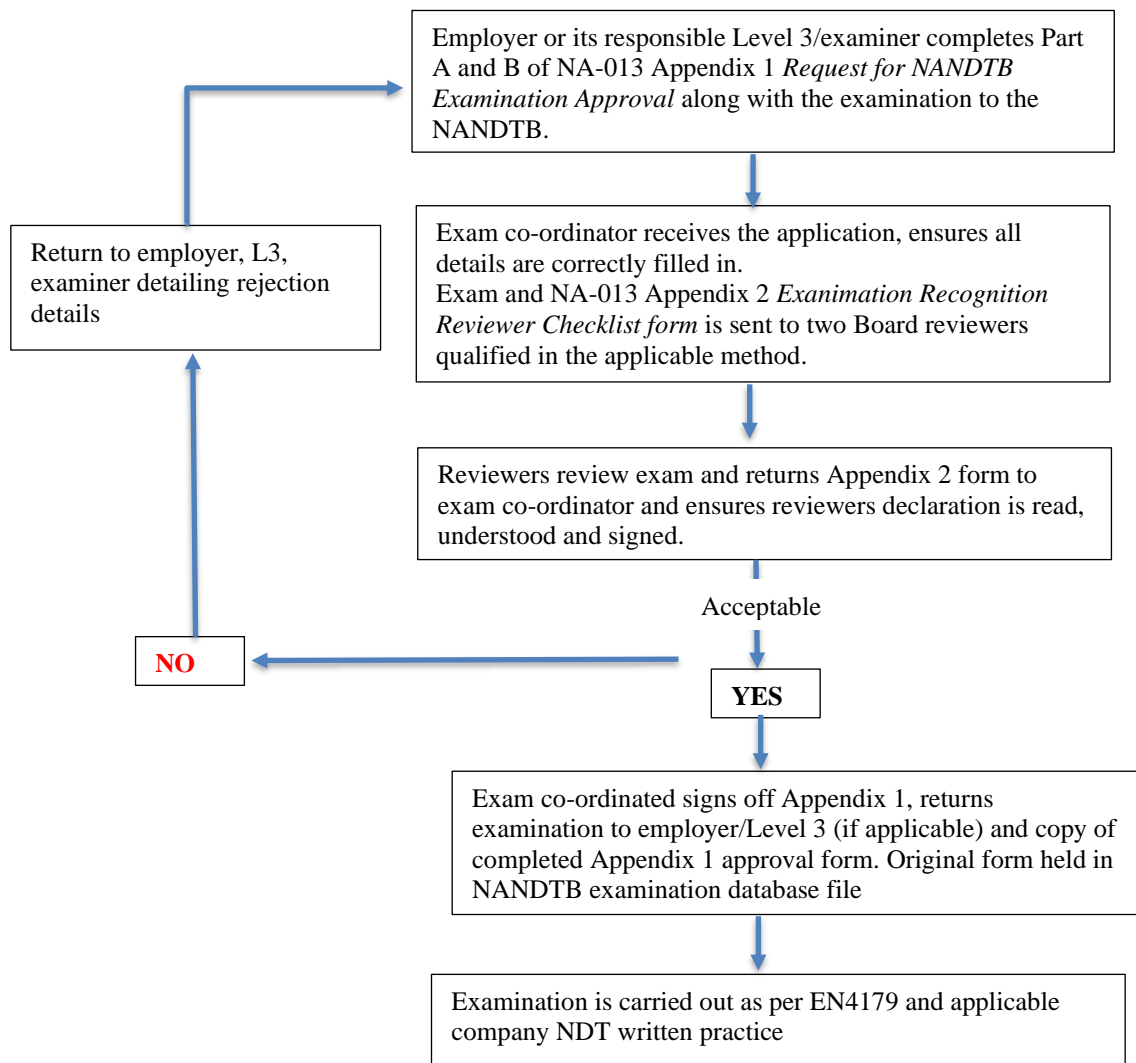 Employer or its responsible Level 3/examiner completes Part
A and B of NA-013 Appendix 1 Request for NANDTB
Examination Approval along with the examination to the
NANDTB.
Return to employer, L3,
examiner detailing rejection
details
Exam co-ordinator receives the application, ensures all
details are correctly filled in.
Exam and NA-013 Appendix 2 Exanimation Recognition
Reviewer Checklist form is sent to two Board reviewers
qualified in the applicable method.
Reviewers review exam and returns Appendix 2 form to
exam co-ordinator and ensures reviewers declaration is read,
understood and signed.
Acceptable
NO
YES
Exam co-ordinated signs off Appendix 1, returns
examination to employer/Level 3 (if applicable) and copy of
completed Appendix 1 approval form. Original form held in
NANDTB examination database file
Examination is carried out as per EN4179 and applicable
company NDT written practice